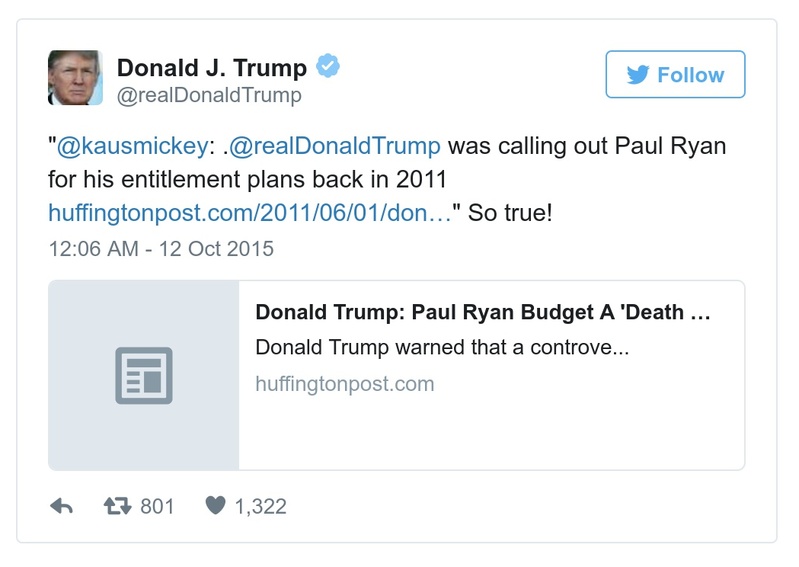 Donald J. Trump
@realDonaldTrump
Follow
"@kausmickey: .@realDonaldTrump was calling out Paul Ryan
for his entitlement plans back in 2011
huffingtonpost.com/2011/06/01/don…" So true!
12:06 AM - 12 Oct 2015
Donald Trump: Paul Ryan Budget A 'Death ...
Donald Trump warned that a controve...
huffingtonpost.com
801 1,322